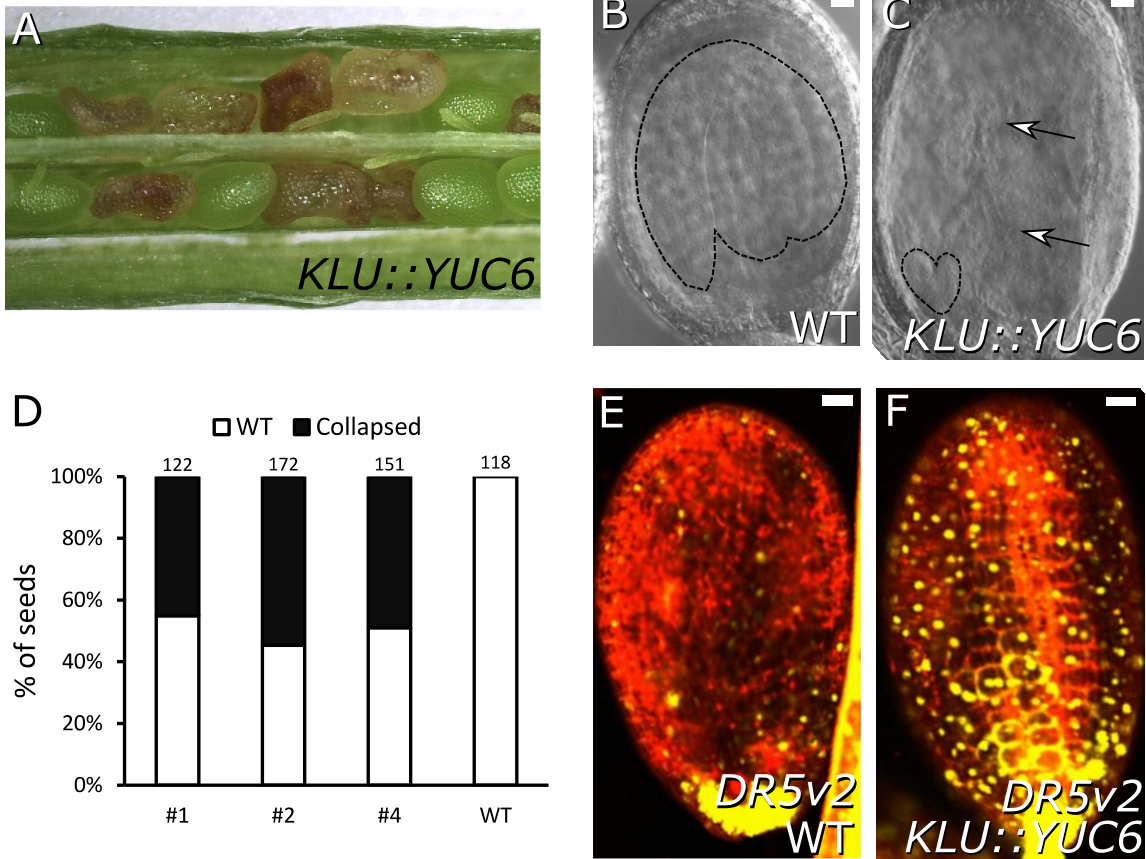 A
KLU::YUC6
B
WT
C
KLU::YUC6
D
WT Collapsed
122 172 151 118
100%
80%
60%
40%
20%
0%
% of seeds
#1 #2 #4 WT
E
DR5v2
WT
F
DR5v2
KLU::YUC6